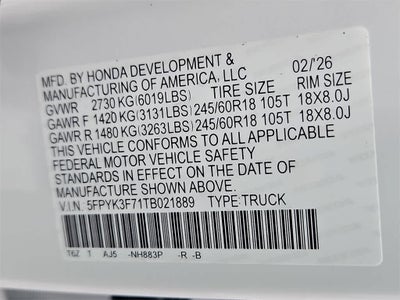 MFD. BY HONDA DEVELOPMENT &
MANUFACTURING OF AMERICA, LLC 02/26
GVWR 2730 KG(6019LBS) TIRE SIZE RIM SIZE
GAWR F 1420 KG(3131LBS) 245/60R18 105T 18X8.0J
GAWR R 1480 KG(3263LBS) 245/60R18 105T 18X8.0J
THIS VEHICLE CONFORMS TO ALL APPLICABLE
FEDERAL MOTOR VEHICLE SAFETY
STANDARDS IN EFFECT ON THE DATE OF
MANUFACTURE SHOWN ABOVE.
V.I.N. 5FPYK3F71TB021889 TYPE:TRUCK
T6Z 1 AJ5 -NH883P -R -B